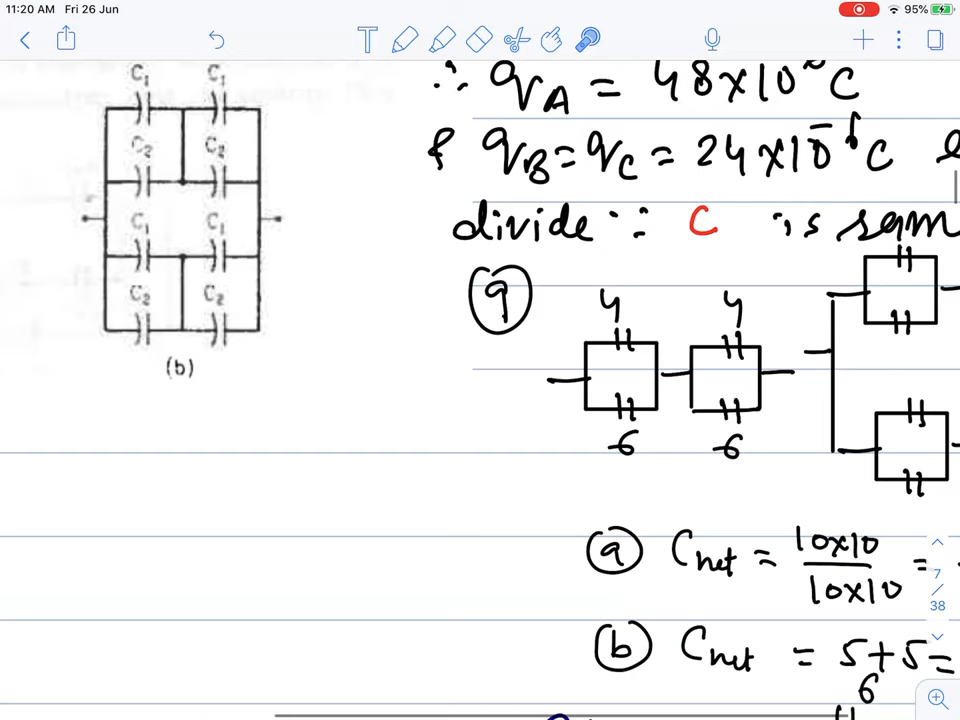 11:20 AM Fri 26 Jun
95%
T
C₁ C₁
C₂ C₂
C₁ C₁
C₂ C₂
(b)
∴ qA = 48×10 C
& qB = qC = 24×10⁻⁶C
divide ∵ C is sam
9
4 4
6 6
(a) Cnet = 10×10 / 10×10 =
(b) Cnet = 5+5=
6
7
/
38